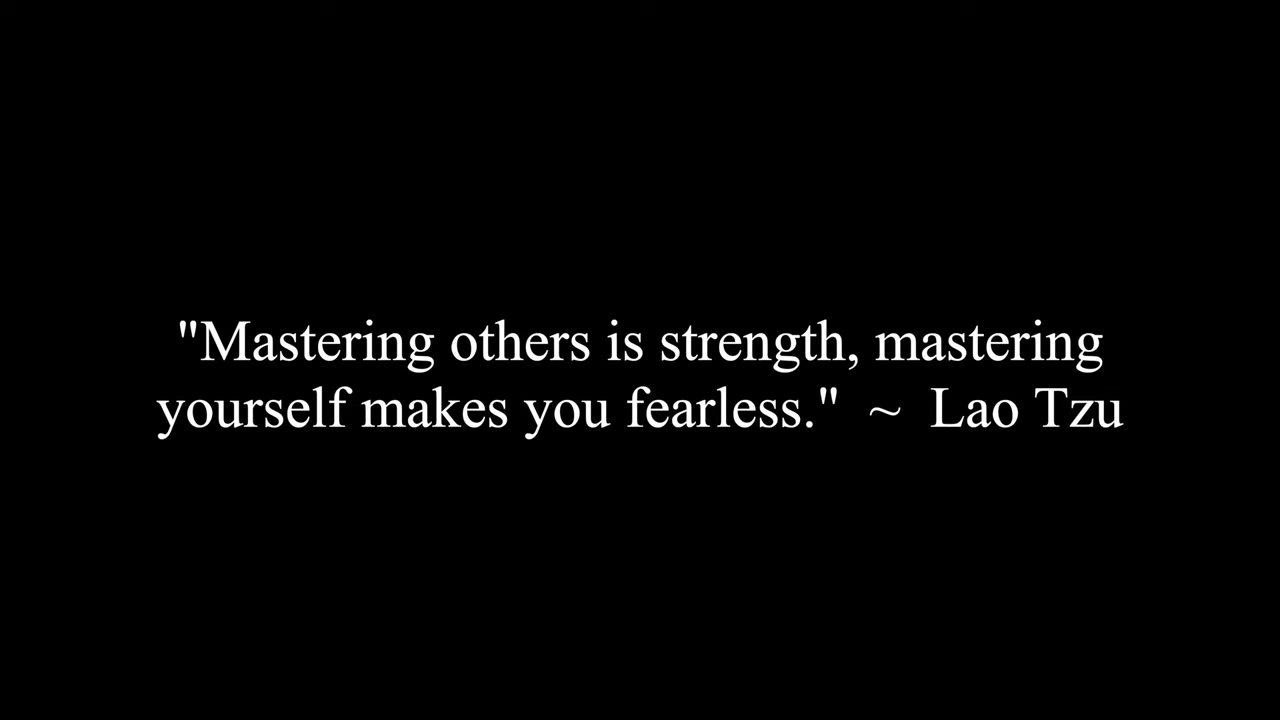 "Mastering others is strength, mastering
yourself makes you fearless."  ~  Lao Tzu